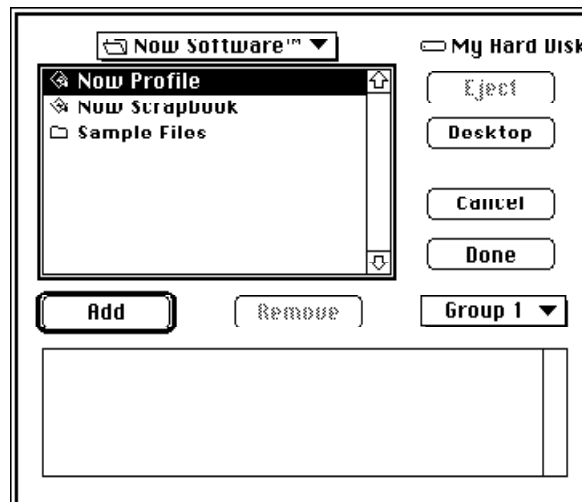 Now Software™
My Hard Disk
Now Profile
Now Scrapbook
Sample Files
Eject
Desktop
Cancel
Done
Add
Remove
Group 1